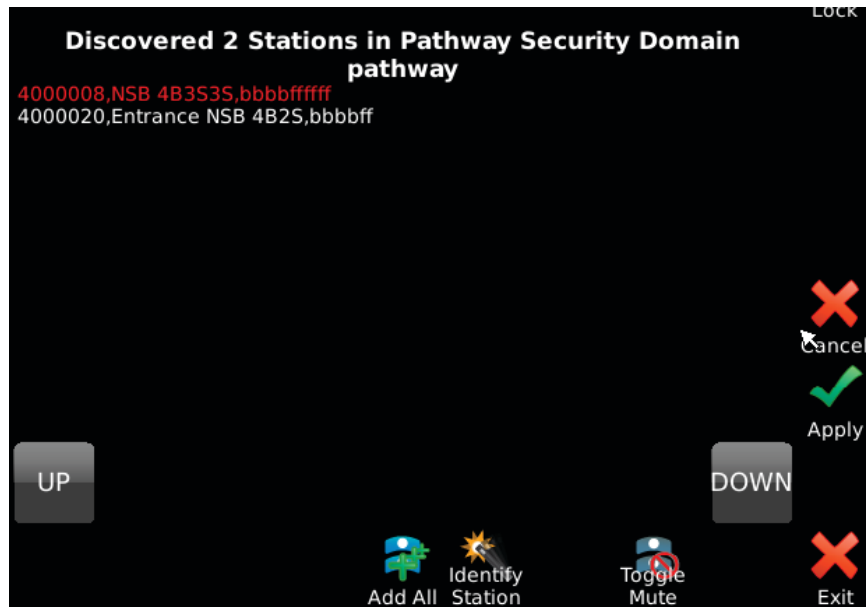 Lock
Discovered 2 Stations in Pathway Security Domain
pathway
4000008,NSB 4B3S3S,bbbbffffff
4000020,Entrance NSB 4B2S,bbbbff
Cancel
Apply
UP
DOWN
Add All
Identify
Station
Toggle
Mute
Exit